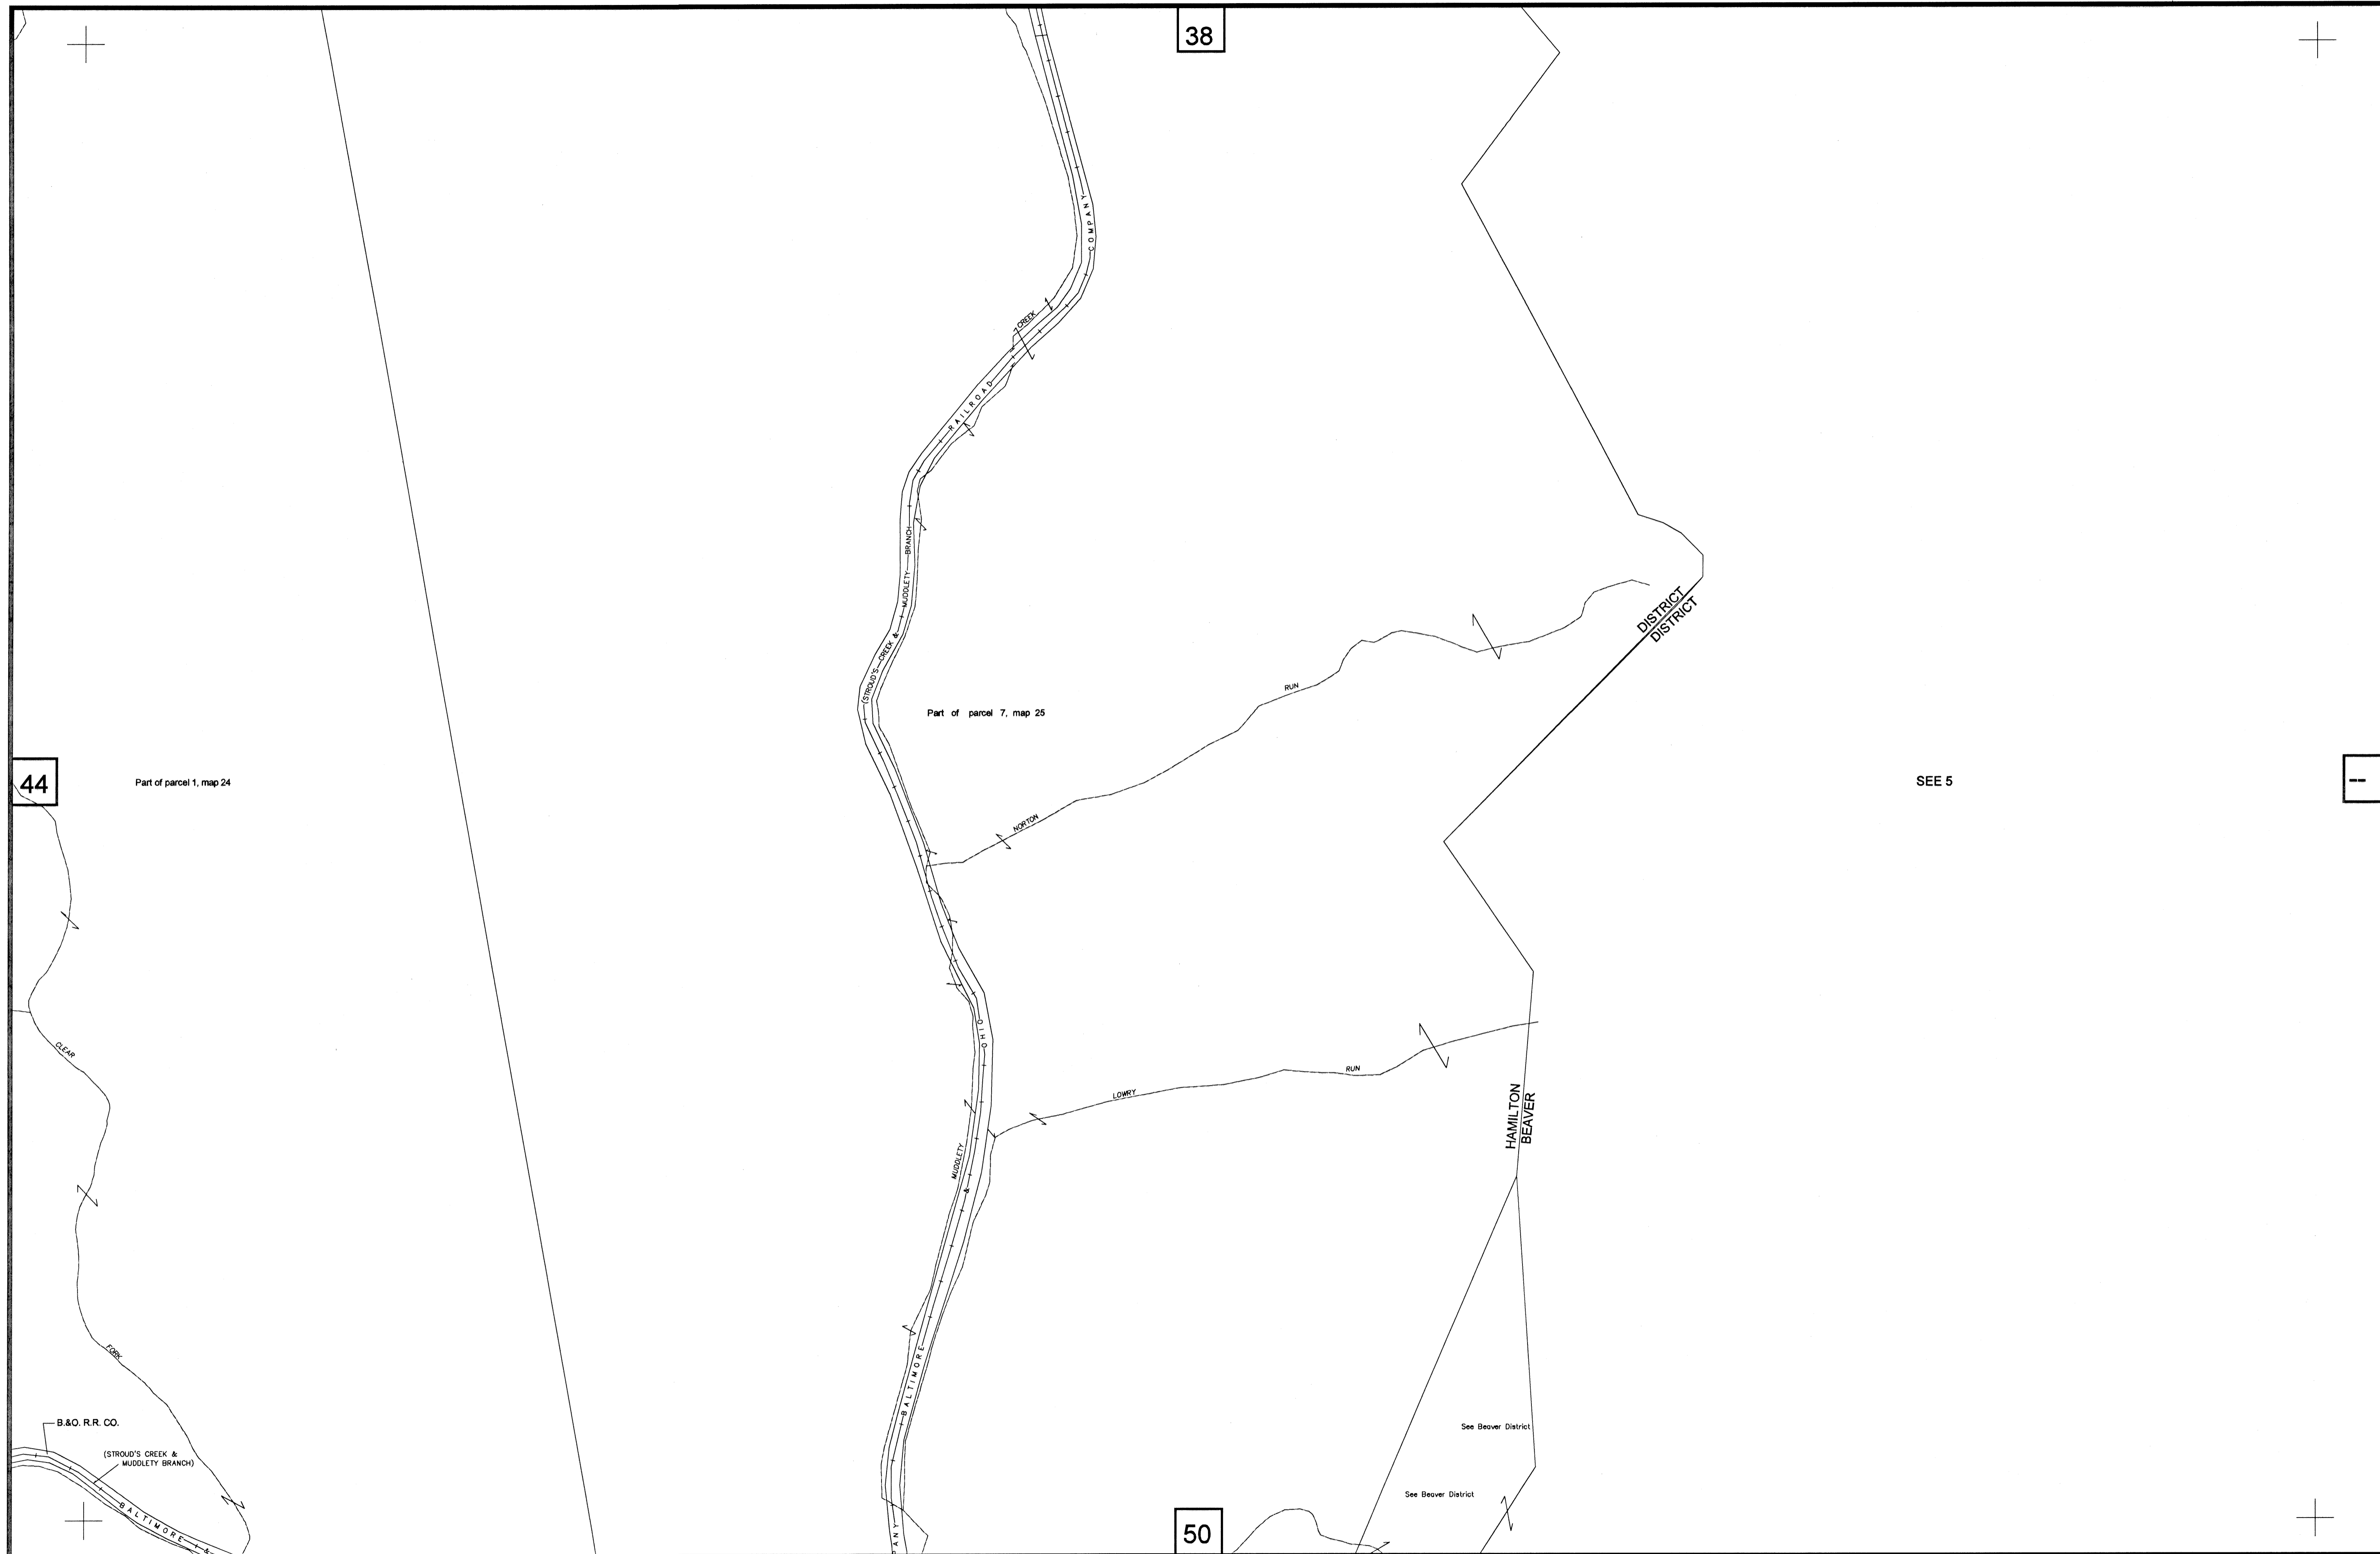 38
COMPANY
CREEK
RAILROAD
(STROUD'S CREEK & MUDDLETY BRANCH
DISTRICT
DISTRICT
RUN
Part of parcel 7, map 25
44
Part of parcel 1, map 24
SEE 5
--
NORTON
OHIO
CLEAR
RUN
LOWRY
HAMILTON
BEAVER
MUDDLETY
&
FORK
BALTIMORE
B.&O. R.R. CO.
(STROUD'S CREEK &
MUDDLETY BRANCH)
See Beaver District
See Beaver District
BALTIMORE &
50
PANY